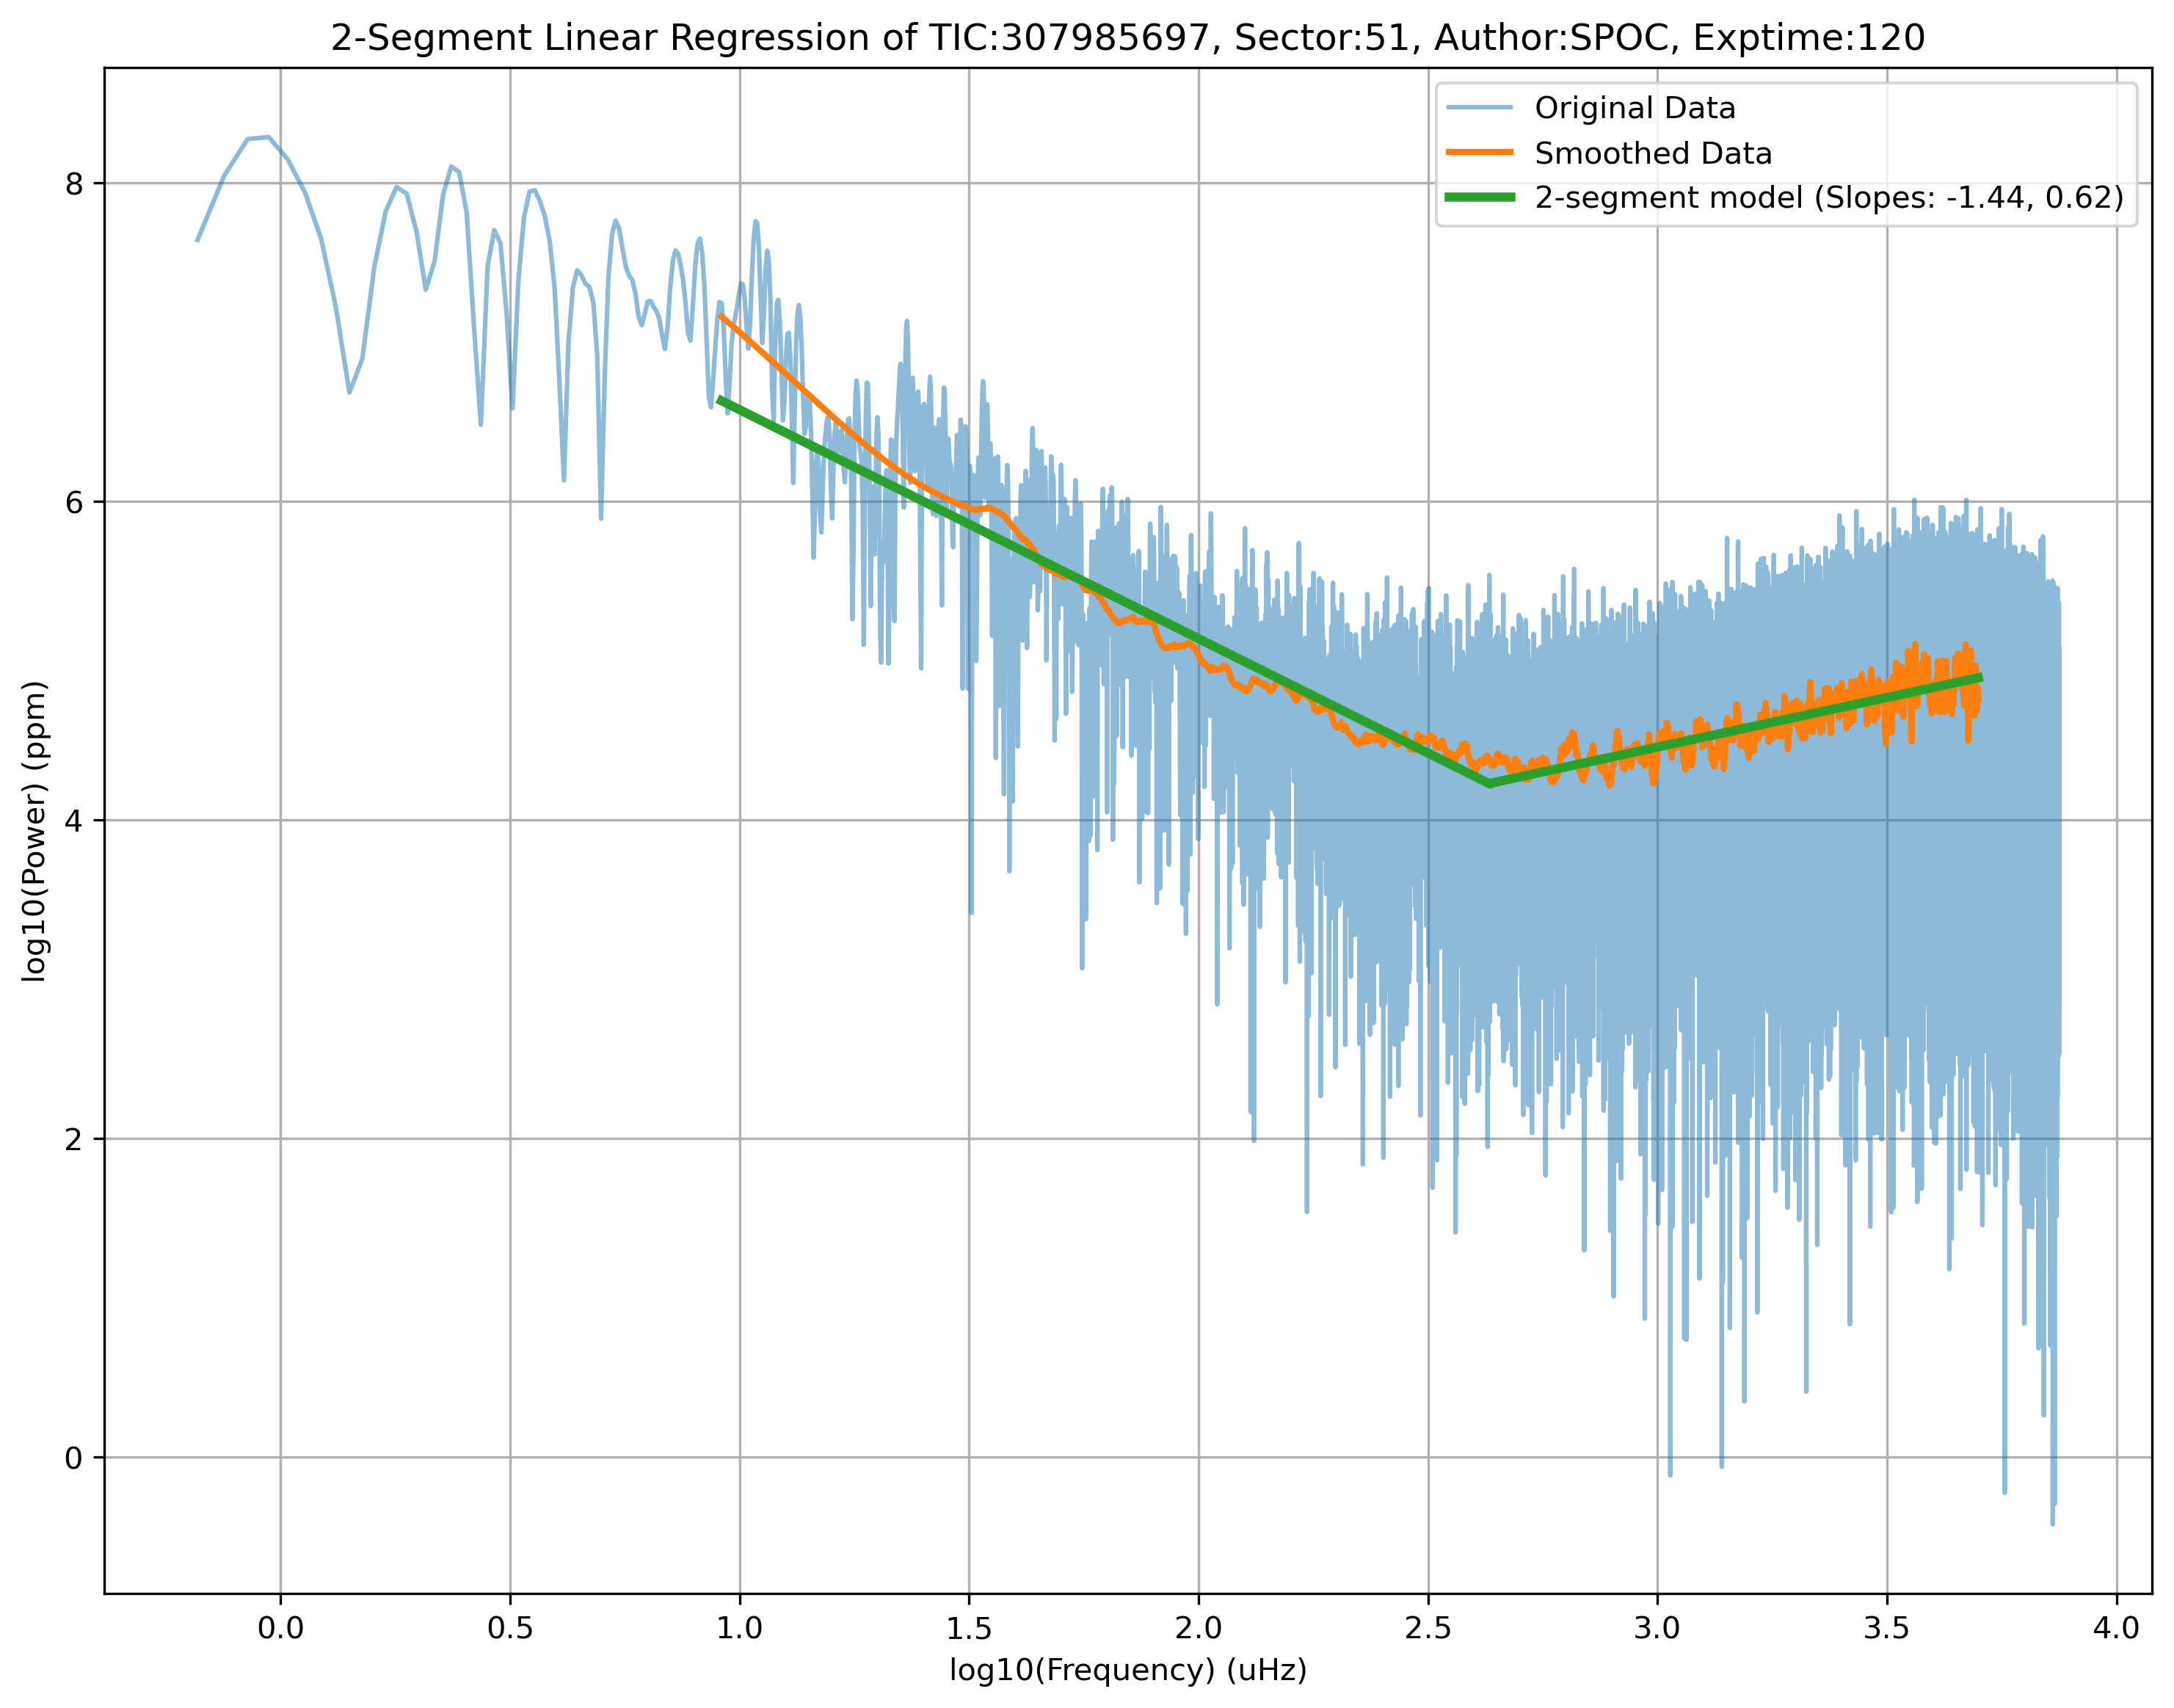 2-Segment Linear Regression of TIC:307985697, Sector:51, Author:SPOC, Exptime:120
Original Data
Smoothed Data
2-segment model (Slopes: -1.44, 0.62)
log10(Power) (ppm)
8
6
4
2
0
0.0 0.5 1.0 1.5 2.0 2.5 3.0 3.5 4.0
log10(Frequency) (uHz)